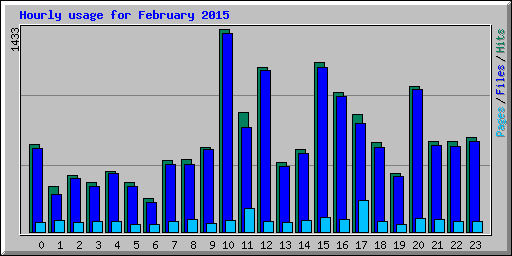 Hourly usage for February 2015
1433
Pages / Files / Hits
0 1 2 3 4 5 6 7 8 9 10 11 12 13 14 15 16 17 18 19 20 21 22 23